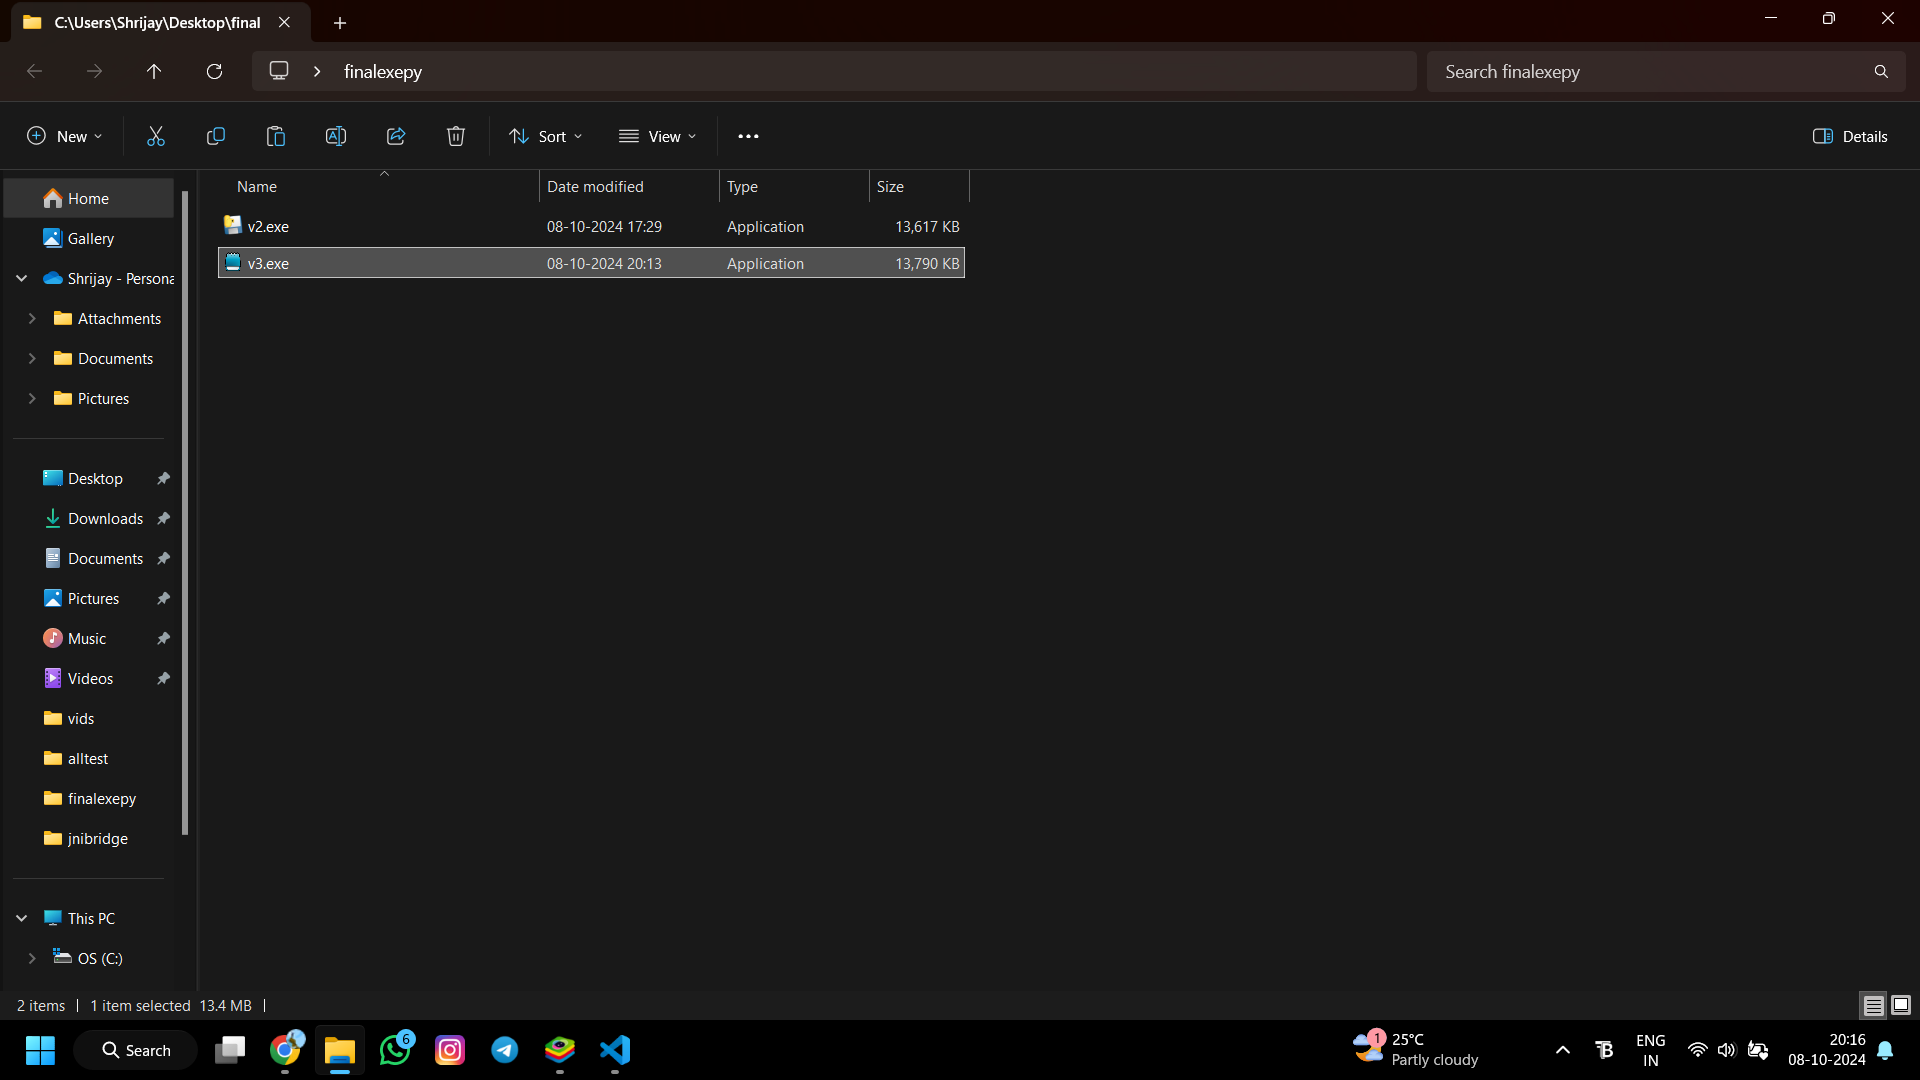 C:\Users\Shrijay\Desktop\final
finalexepy
Search finalexepy
New
Sort
View
Details
Name Date modified Type Size
v2.exe 08-10-2024 17:29 Application 13,617 KB
v3.exe 08-10-2024 20:13 Application 13,790 KB
Home
Gallery
Shrijay - Persona
Attachments
Documents
Pictures
Desktop
Downloads
Documents
Pictures
Music
Videos
vids
alltest
finalexepy
jnibridge
This PC
OS (C:)
2 items 1 item selected 13.4 MB
Search
6
1
25°C
Partly cloudy
ENG
IN
20:16
08-10-2024